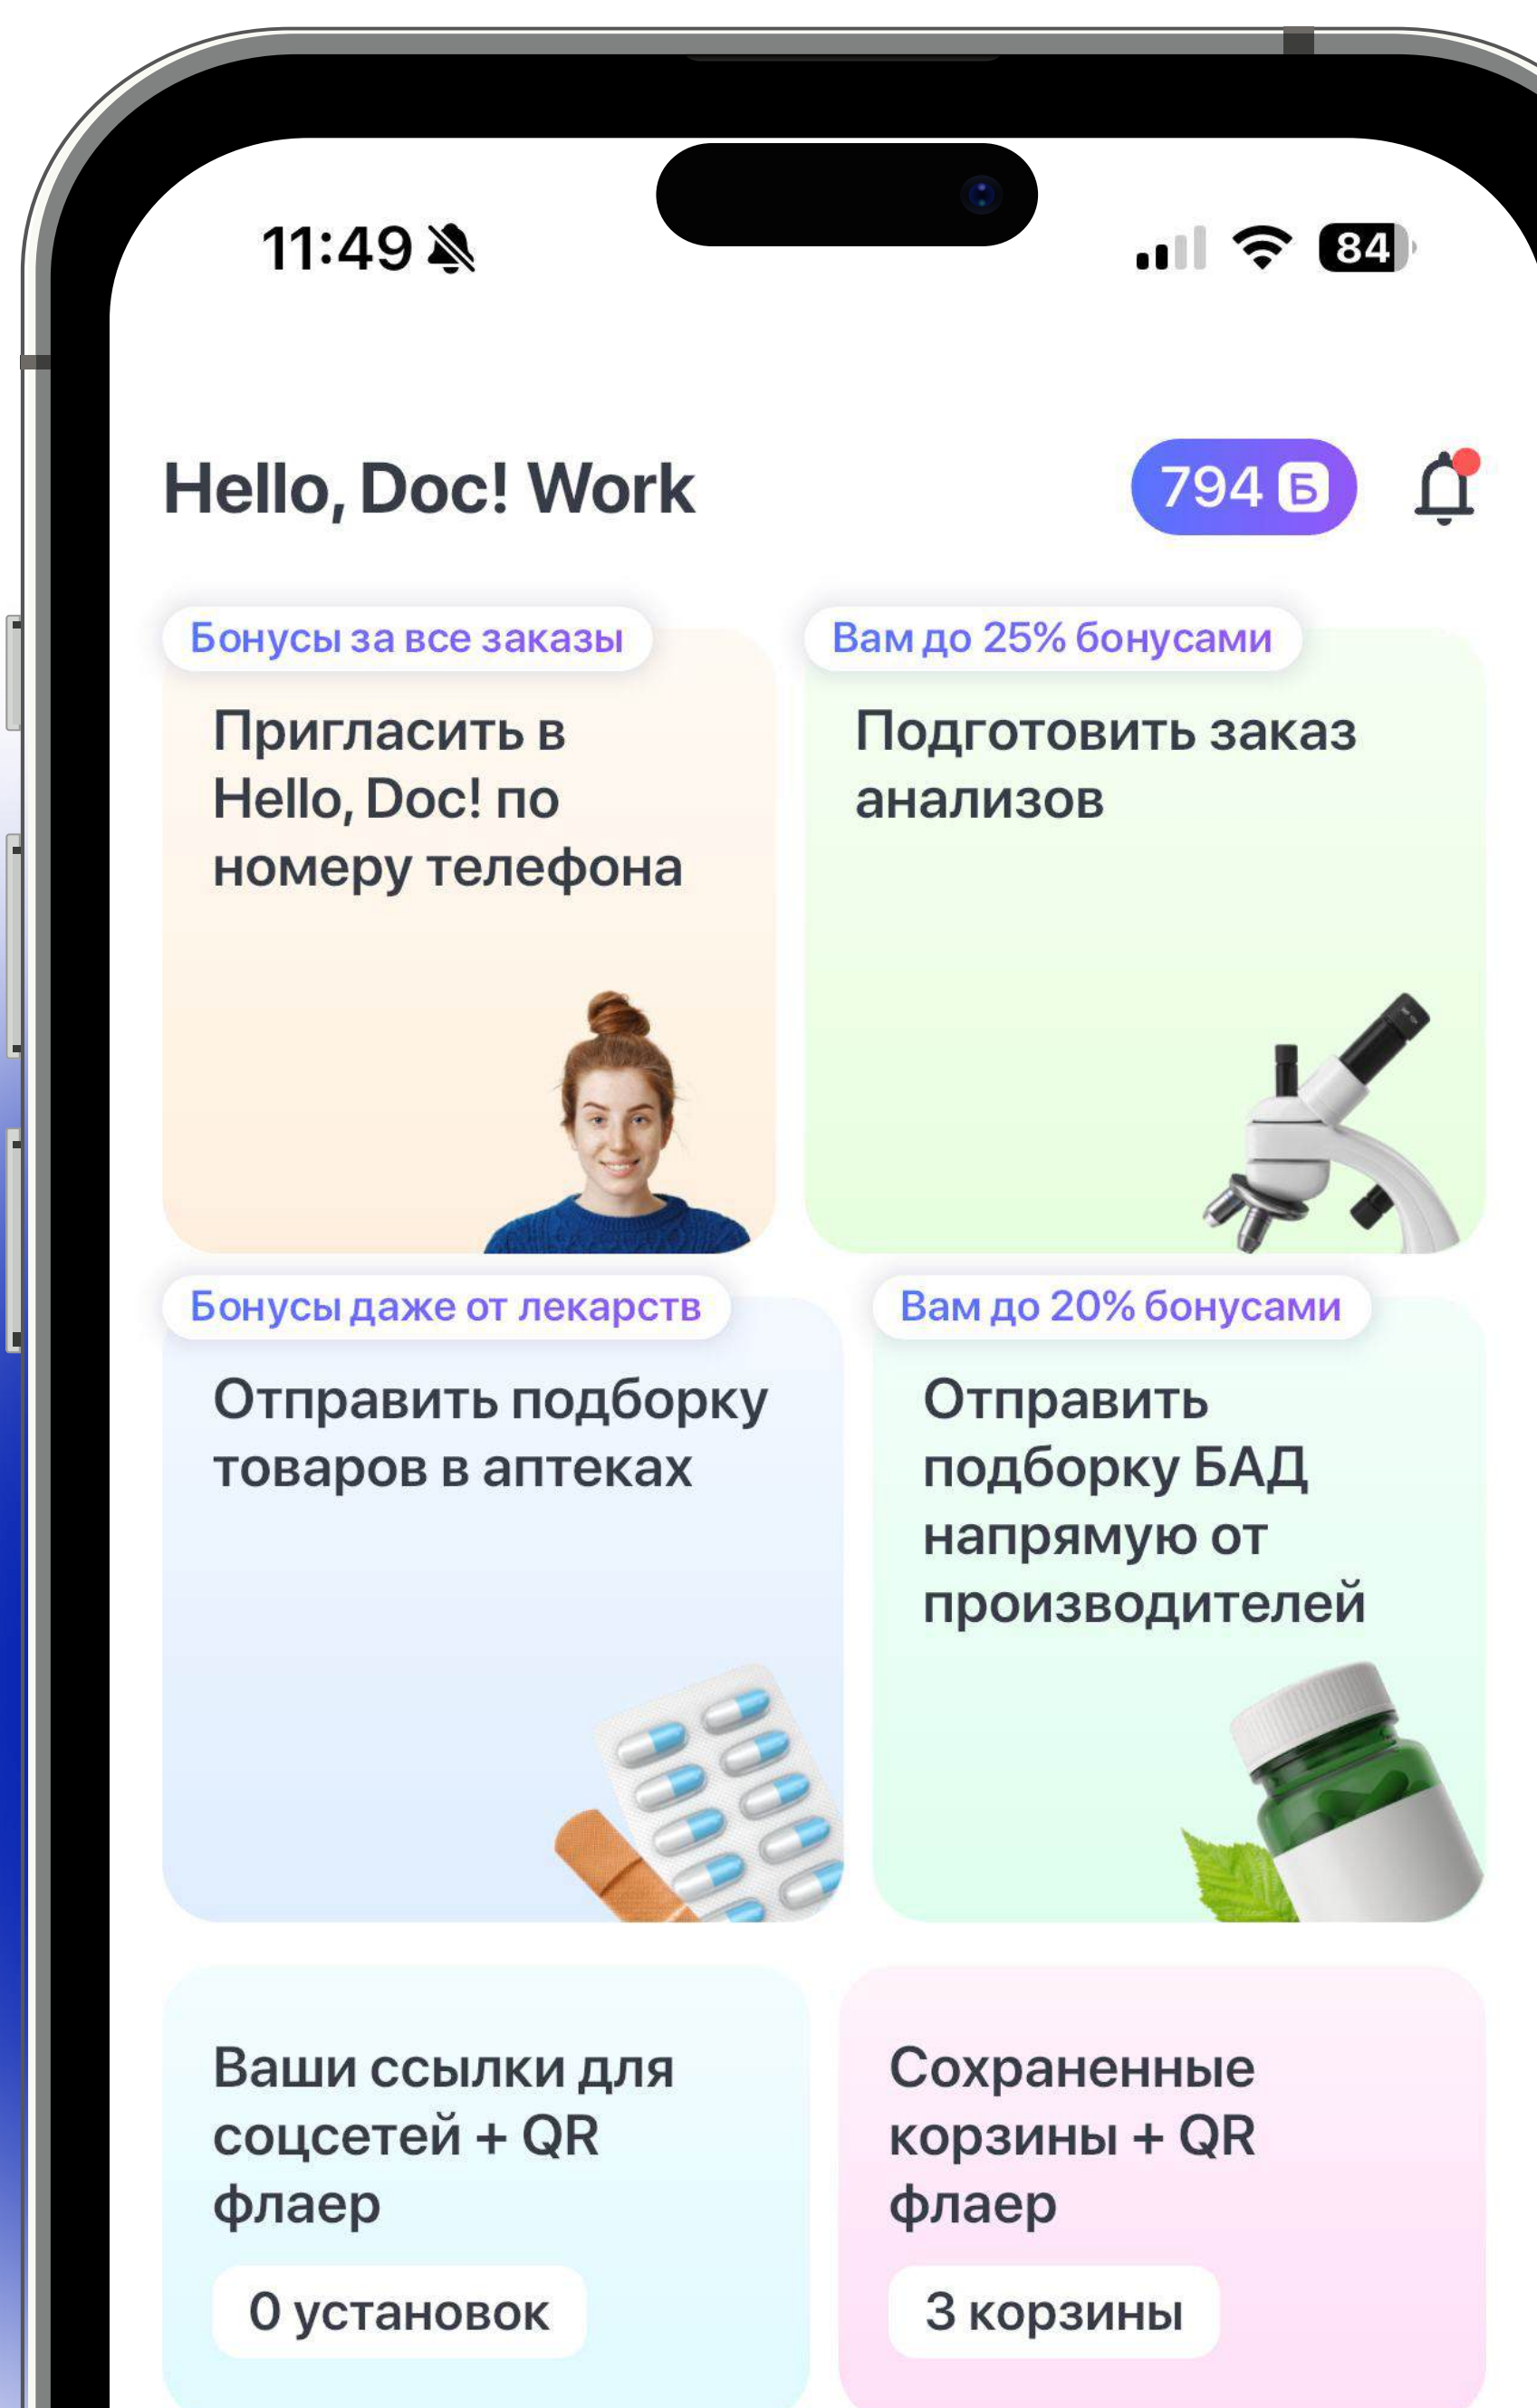 11:49
84
Hello, Doc! Work
794 Б
Бонусы за все заказы
Пригласить в
Hello, Doc! по
номеру телефона
Вам до 25% бонусами
Подготовить заказ
анализов
Бонусы даже от лекарств
Отправить подборку
товаров в аптеках
Вам до 20% бонусами
Отправить
подборку БАД
напрямую от
производителей
Ваши ссылки для
соцсетей + QR
флаер
0 установок
Сохраненные
корзины + QR
флаер
3 корзины